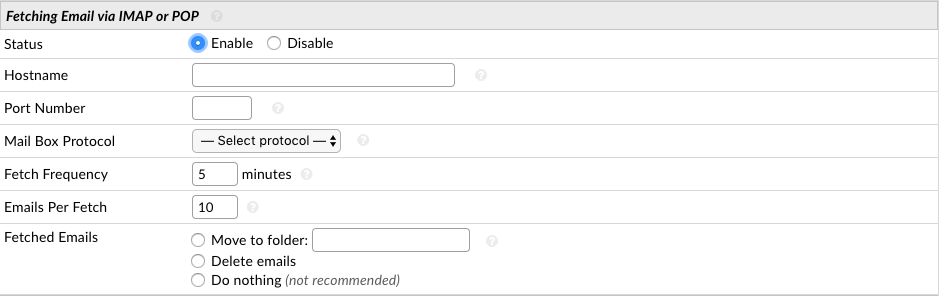 Fetching Email via IMAP or POP ?
Status Enable Disable
Hostname ?
Port Number ?
Mail Box Protocol — Select protocol — ?
Fetch Frequency 5 minutes ?
Emails Per Fetch 10 ?
Fetched Emails Move to folder: ?
Delete emails
Do nothing (not recommended)